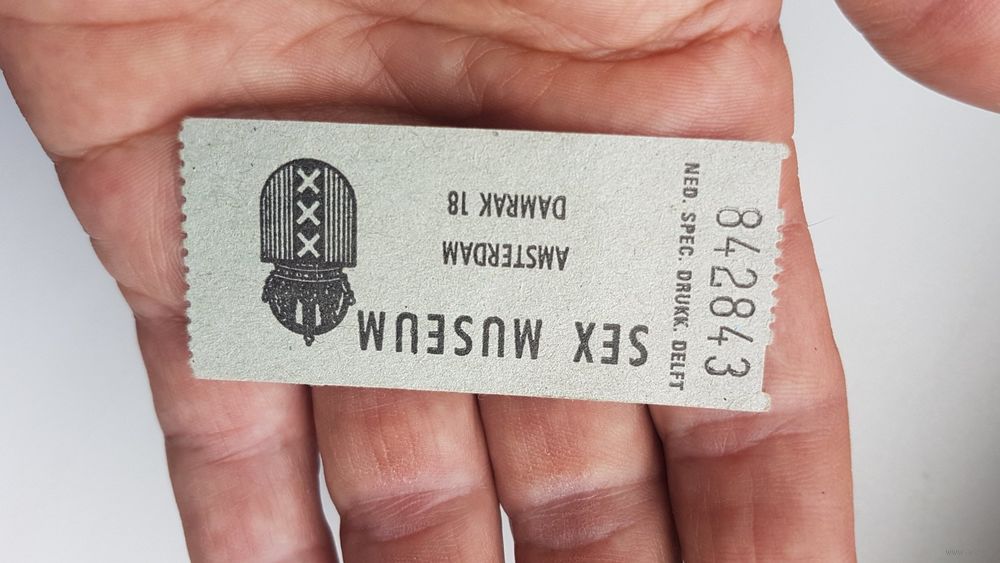 SEX MUSEUM
AMSTERDAM
DAMRAK 18
NED. SPEC. DRUKK. DELFT
842843